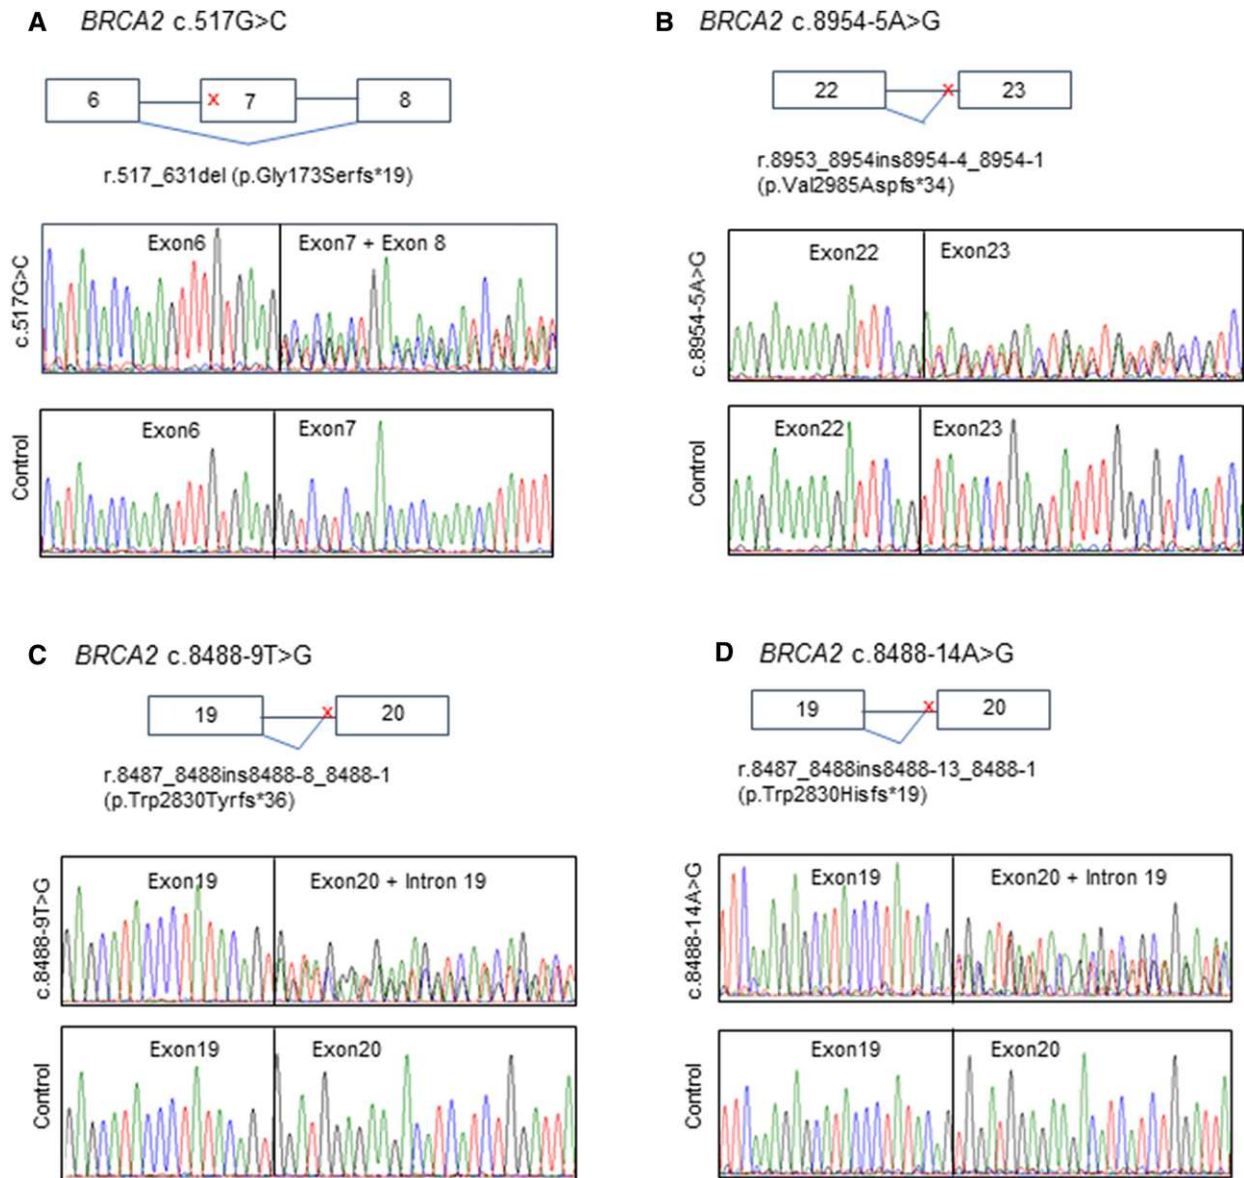 A BRCA2 c.517G>C
6 7 8
r.517_631del (p.Gly173Serfs*19)
c.517G>C
Exon6 Exon7 + Exon 8
Control
Exon6 Exon7
B BRCA2 c.8954-5A>G
22 23
r.8953_8954ins8954-4_8954-1
(p.Val2985Aspfs*34)
c.8954-5A>G
Exon22 Exon23
Control
Exon22 Exon23
C BRCA2 c.8488-9T>G
19 20
r.8487_8488ins8488-8_8488-1
(p.Trp2830Tyrfs*36)
c.8488-9T>G
Exon19 Exon20 + Intron 19
Control
Exon19 Exon20
D BRCA2 c.8488-14A>G
19 20
r.8487_8488ins8488-13_8488-1
(p.Trp2830Hisfs*19)
c.8488-14A>G
Exon19 Exon20 + Intron 19
Control
Exon19 Exon20